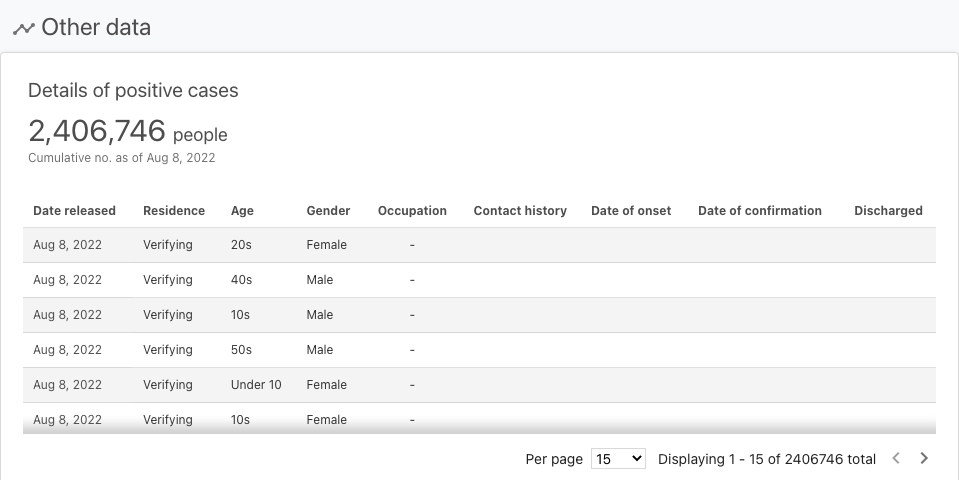 Other data
Details of positive cases
2,406,746 people
Cumulative no. as of Aug 8, 2022
Date released Residence Age Gender Occupation Contact history Date of onset Date of confirmation Discharged
Aug 8, 2022 Verifying 20s Female -
Aug 8, 2022 Verifying 40s Male -
Aug 8, 2022 Verifying 10s Male -
Aug 8, 2022 Verifying 50s Male -
Aug 8, 2022 Verifying Under 10 Female -
Aug 8, 2022 Verifying 10s Female -
Per page 15 Displaying 1 - 15 of 2406746 total